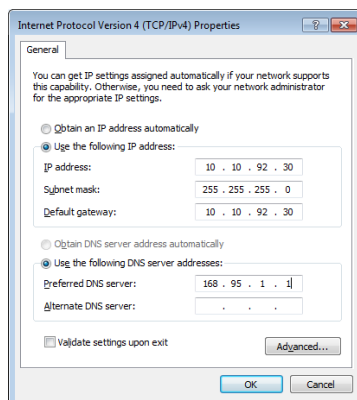 Internet Protocol Version 4 (TCP/IPv4) Properties
General
You can get IP settings assigned automatically if your network supports
this capability. Otherwise, you need to ask your network administrator
for the appropriate IP settings.
Obtain an IP address automatically
Use the following IP address:
IP address: 10 . 10 . 92 . 30
Subnet mask: 255 . 255 . 255 . 0
Default gateway: 10 . 10 . 92 . 30
Obtain DNS server address automatically
Use the following DNS server addresses:
Preferred DNS server: 168 . 95 . 1 . 1
Alternate DNS server: . . .
Validate settings upon exit
Advanced...
OK Cancel